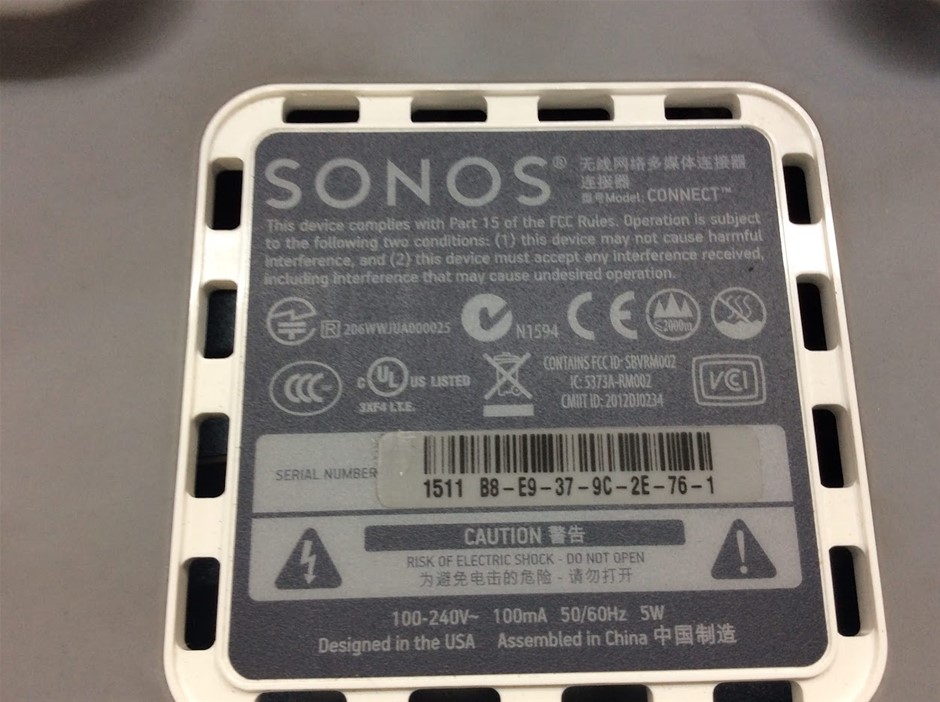 SONOS® 无线网络多媒体连接器
连接器
型号Model: CONNECT™
This device complies with Part 15 of the FCC Rules. Operation is subject
to the following two conditions: (1) this device may not cause harmful
interference, and (2) this device must accept any interference received,
including interference that may cause undesired operation.
R 206WWJUA000025 N1594 CE ≤2000m
CCC C UL US LISTED
3XF4 I.T.E.
CONTAINS FCC ID: SBVRM002
IC: 5373A-RM002
CMIIT ID: 2012DJ0234
VCI
SERIAL NUMBER
1511 B8-E9-37-9C-2E-76-1
CAUTION 警告
RISK OF ELECTRIC SHOCK - DO NOT OPEN
为避免电击的危险 - 请勿打开
100-240V~ 100mA 50/60Hz 5W
Designed in the USA Assembled in China 中国制造